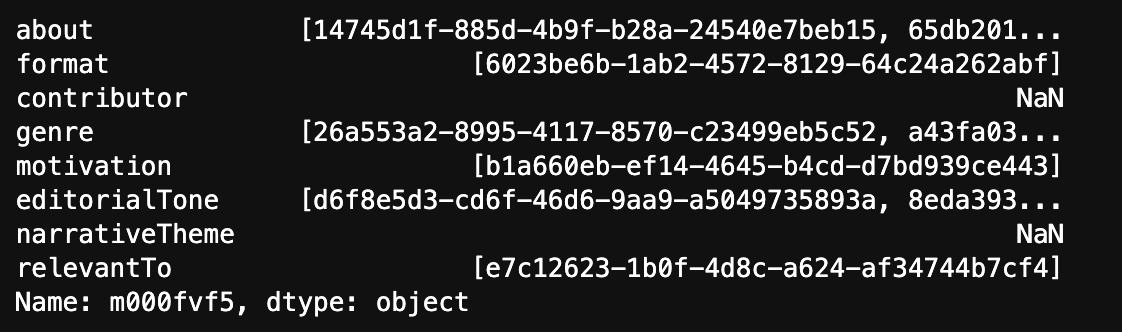 about [14745d1f-885d-4b9f-b28a-24540e7beb15, 65db201...
format [6023be6b-1ab2-4572-8129-64c24a262abf]
contributor NaN
genre [26a553a2-8995-4117-8570-c23499eb5c52, a43fa03...
motivation [b1a660eb-ef14-4645-b4cd-d7bd939ce443]
editorialTone [d6f8e5d3-cd6f-46d6-9aa9-a5049735893a, 8eda393...
narrativeTheme NaN
relevantTo [e7c12623-1b0f-4d8c-a624-af34744b7cf4]
Name: m000fvf5, dtype: object